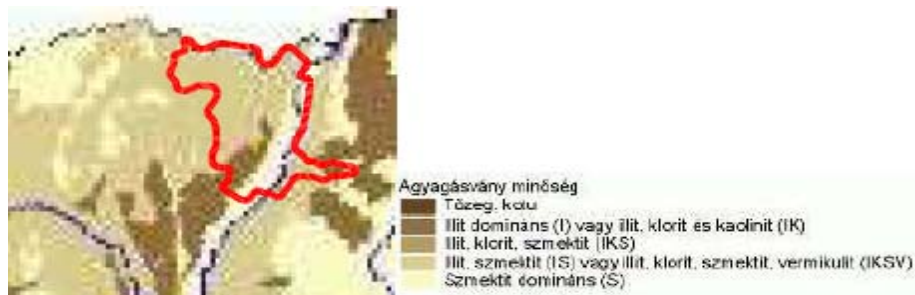 Agyagásvány minőség
Tőzeg, kotu
Illit domináns (I) vagy illit, klorit és kaolinit (IK)
Illit, klorit, szmektit (IKS)
Illit, szmektit (IS) vagy illit, klorit, szmektit, vermikulit (IKSV)
Szmektit domináns (S)